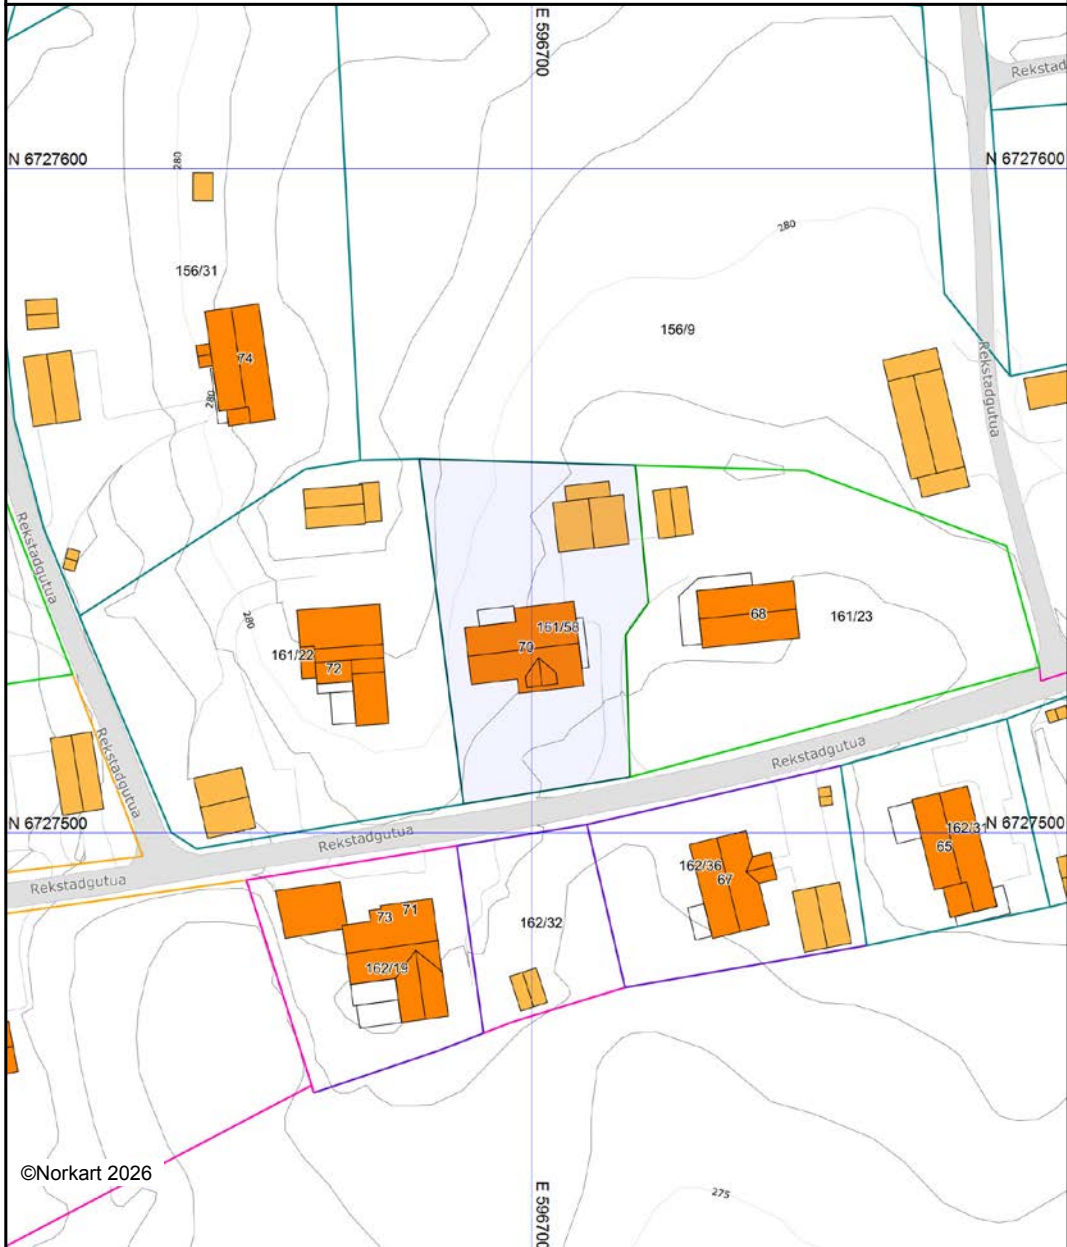 E 596700
Rekstad
N 6727600
N 6727600
280
280
156/31
156/9
74
280
Rekstadgutua
Rekstadgutua
280
161/22
72
161/58
70
68
161/23
Rekstadgutua
Rekstadgutua
Rekstadgutua
N 6727500
N 6727500
Rekstadgutua
162/31
65
162/36
67
73
71
162/32
162/19
©Norkart 2026
E 596700
275